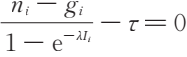 \frac{n_i - g_i}{1 - e^{-\lambda I_i}} - \tau = 0